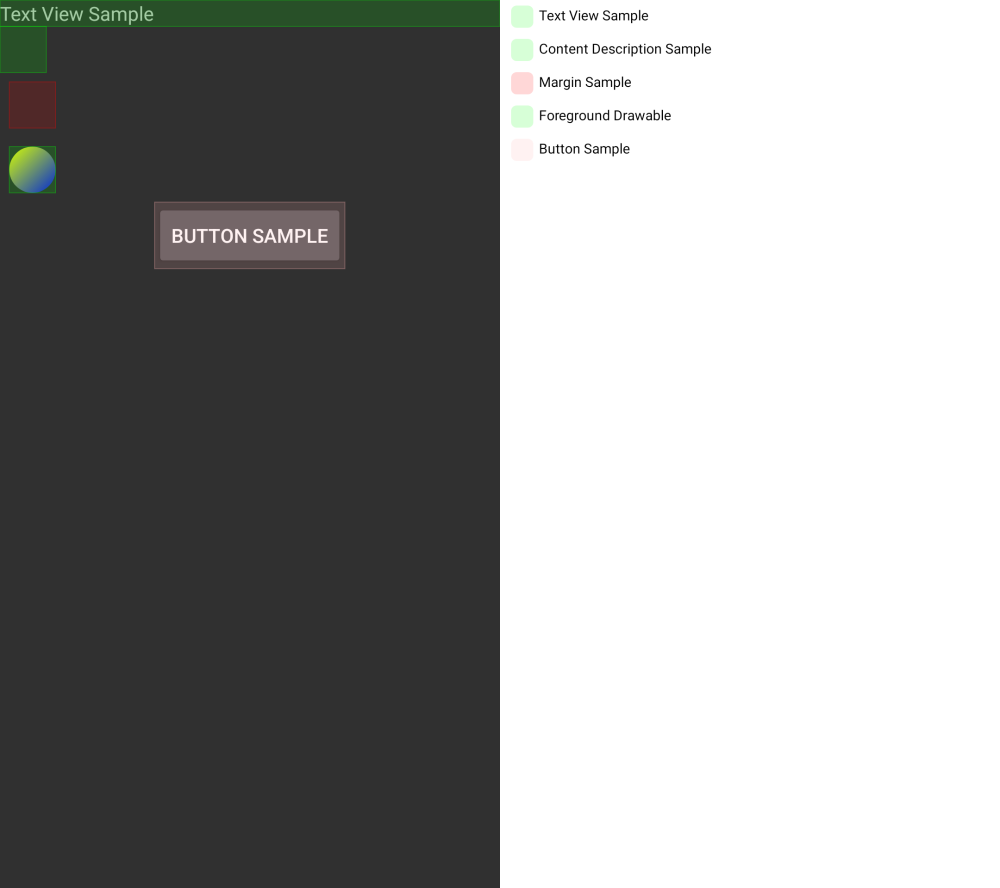 Text View Sample
BUTTON SAMPLE
Text View Sample
Content Description Sample
Margin Sample
Foreground Drawable
Button Sample